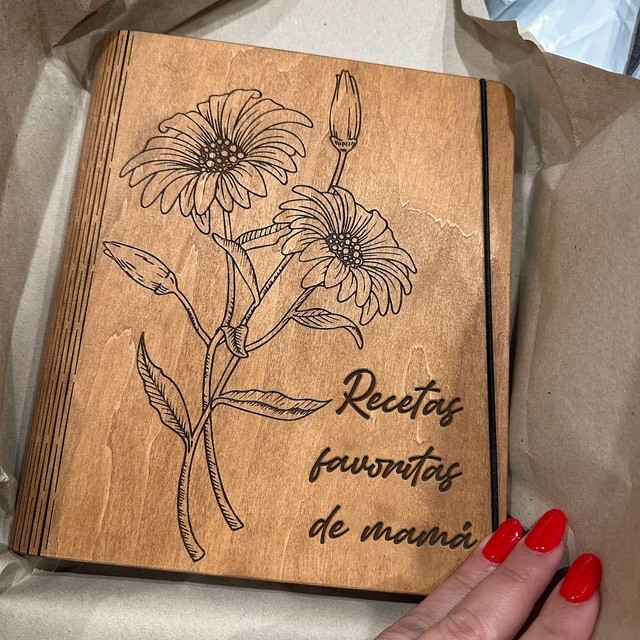 Recetas
favoritas
de mamá